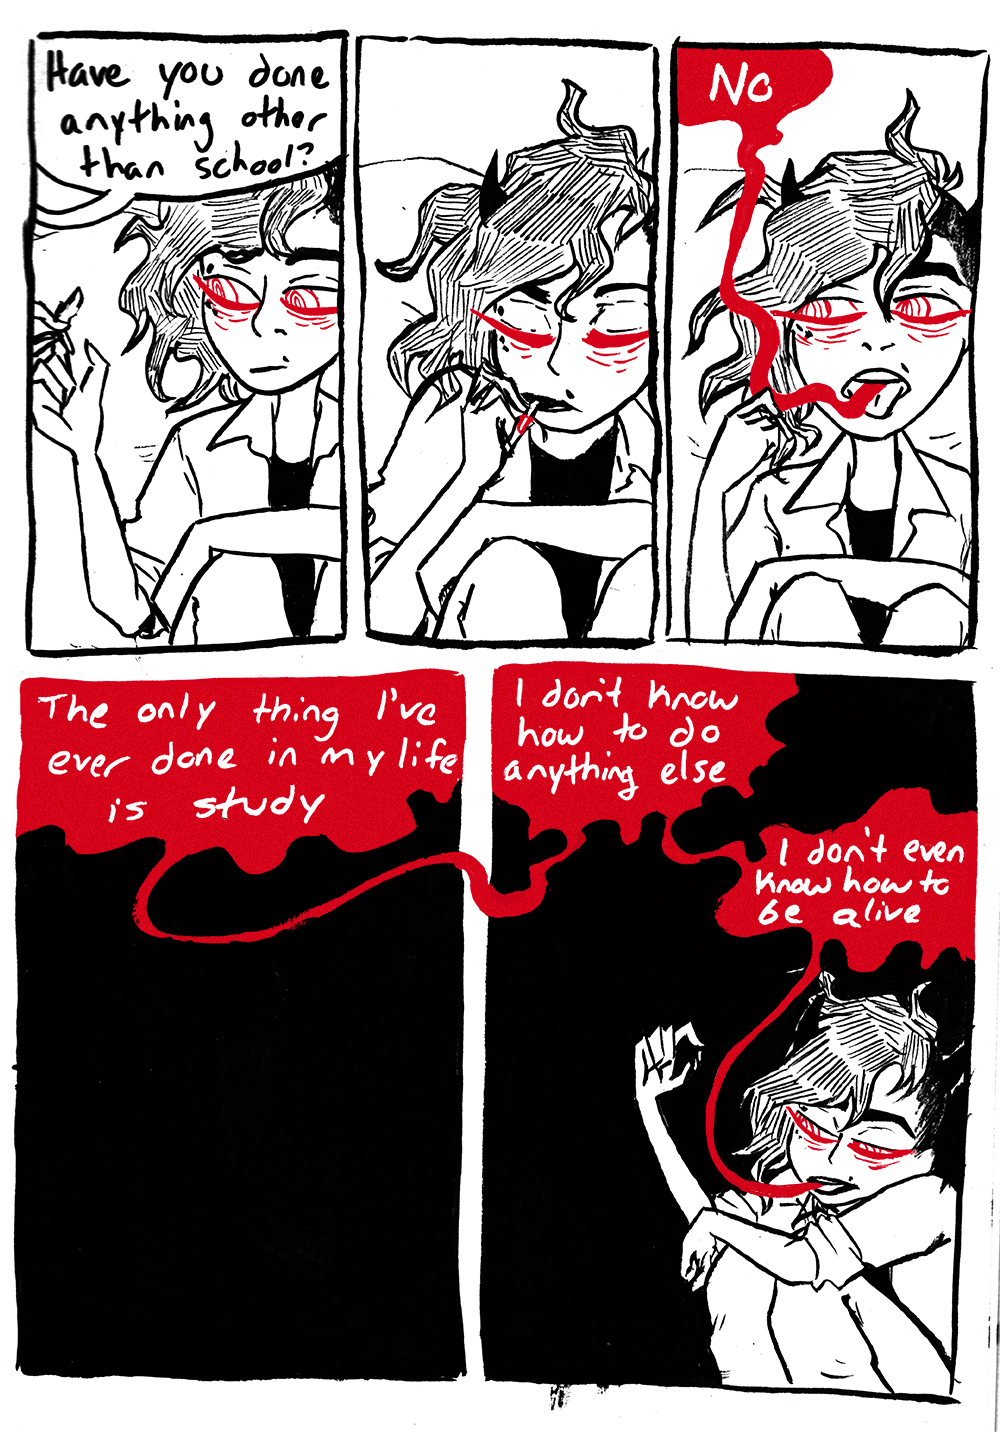 Have you done
anything other
than school?
No
The only thing I've
ever done in my life
is study
I don't know
how to do
anything else
I don't even
know how to
be alive